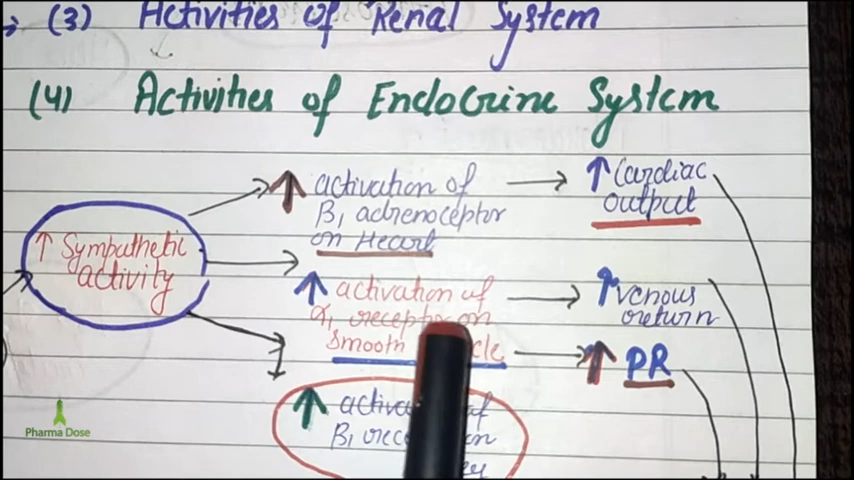 (3) Activities of Renal System
(4) Activities of Endocrine System
↑ Sympathetic
activity
↑ activation of
β1 adrenoceptor
on Heart
↑ Cardiac
output
↑ activation of
α1 receptor on
Smooth
↑ venous
return
↑ PR
↑ of
β1 
Pharma Dose